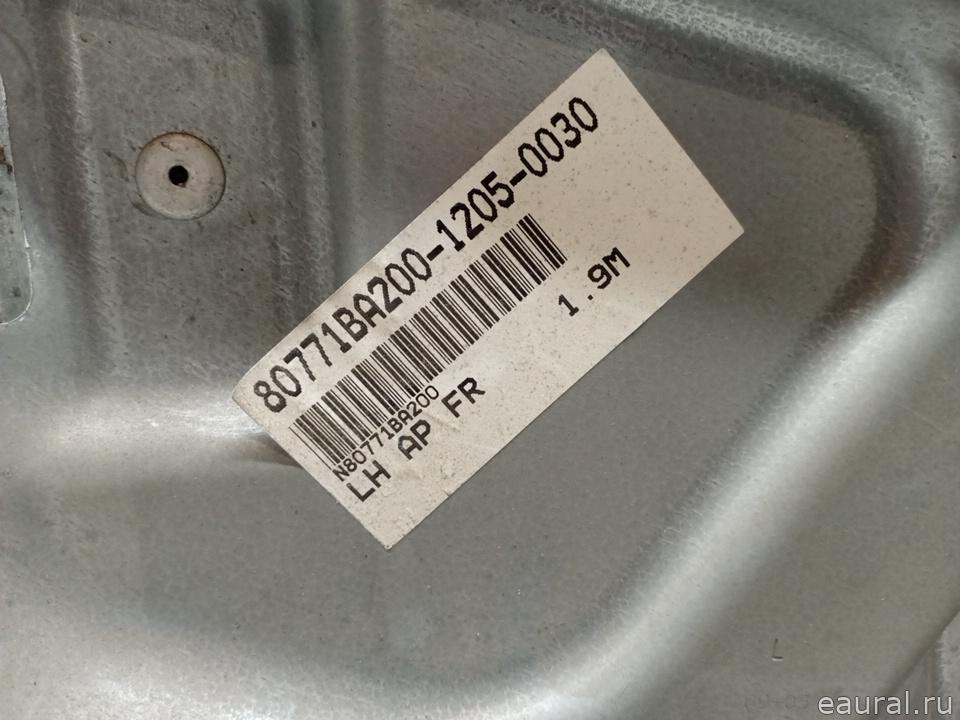 80771BA200-1205-0030
1.9M
N80771BA200
LH AP FR
L
eaural.ru